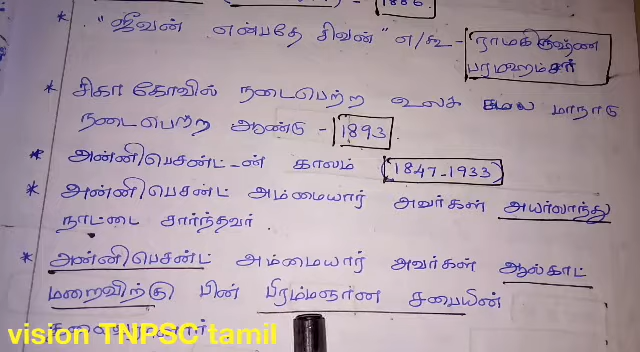 1886.
* "ஜீவன் என்பதே சிவன்" எ/கூ - ராமகிருஷ்ண
பரமஹம்சர்
* சிகாகோவில் நடைபெற்ற உலக சமய மாநாடு
நடைபெற்ற ஆண்டு - 1893.
* அன்னிபெசன்ட்-ன் காலம் (1847-1933)
* அன்னிபெசன்ட் அம்மையார் அவர்கள் அயர்லாந்து
நாட்டை சார்ந்தவர்.
* அன்னிபெசன்ட் அம்மையார் அவர்கள் ஆல்காட்
மறைவிற்கு பின் பிரம்மஞான சபையின்
vision TNPSC tamil